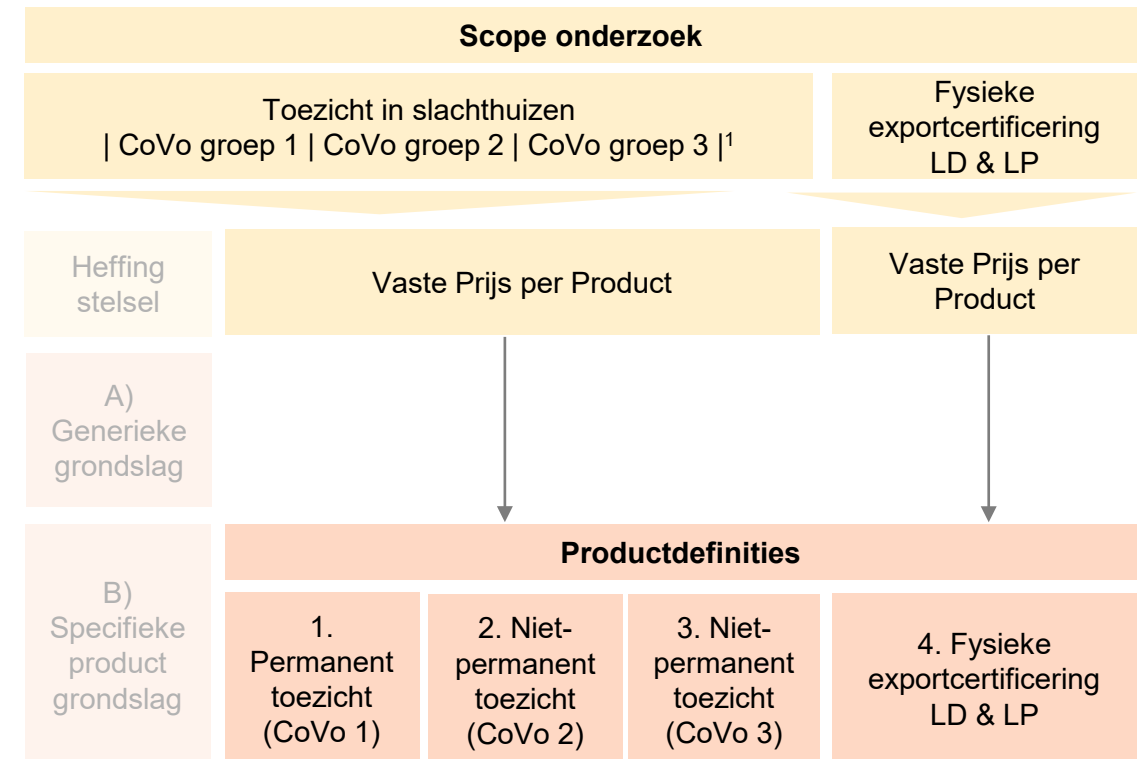 Scope onderzoek
Toezicht in slachthuizen
| CoVo groep 1 | CoVo groep 2 | CoVo groep 3 |1
Fysieke
exportcertificering
LD & LP
Heffing
stelsel
Vaste Prijs per Product
Vaste Prijs per
Product
A)
Generieke
grondslag
Productdefinities
B)
Specifieke
product
grondslag
1.
Permanent
toezicht
(CoVo 1)
2. Niet-
permanent
toezicht
(CoVo 2)
3. Niet-
permanent
toezicht
(CoVo 3)
4. Fysieke
exportcertificering
LD & LP